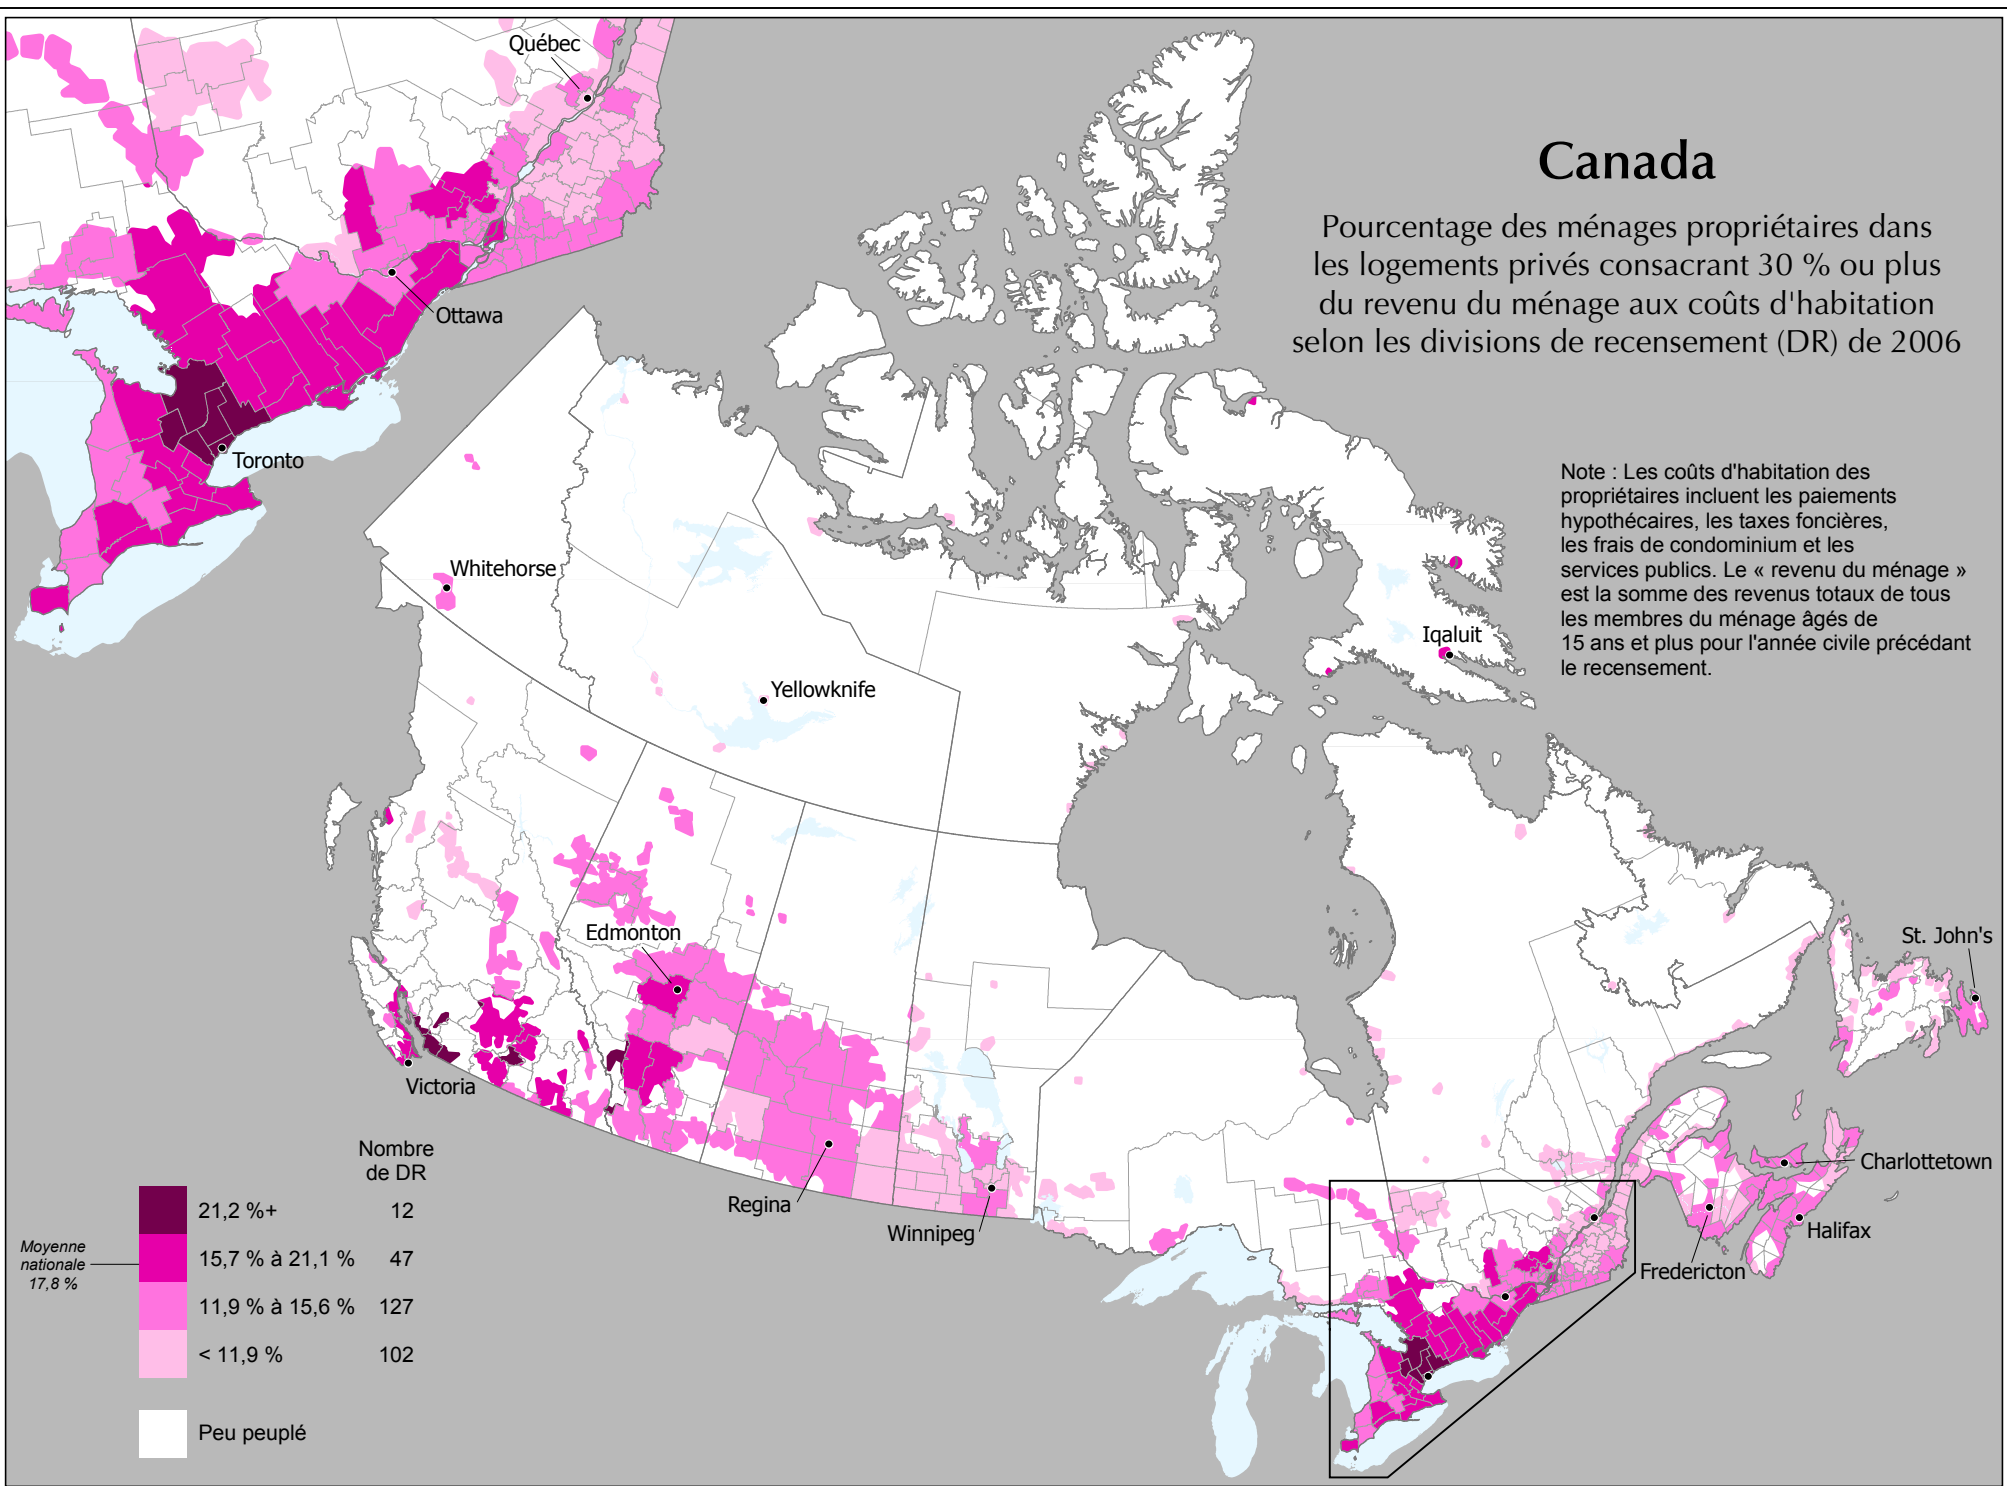 Canada
Pourcentage des ménages propriétaires dans
les logements privés consacrant 30 % ou plus
du revenu du ménage aux coûts d'habitation
selon les divisions de recensement (DR) de 2006
Note : Les coûts d'habitation des
propriétaires incluent les paiements
hypothécaires, les taxes foncières,
les frais de condominium et les
services publics. Le « revenu du ménage »
est la somme des revenus totaux de tous
les membres du ménage âgés de
15 ans et plus pour l'année civile précédant
le recensement.
Québec
Ottawa
Toronto
Whitehorse
Yellowknife
Iqaluit
Edmonton
Victoria
Regina
Winnipeg
St. John's
Charlottetown
Halifax
Fredericton
Nombre
de DR
21,2 %+ 12
15,7 % à 21,1 % 47
11,9 % à 15,6 % 127
< 11,9 % 102
Peu peuplé
Moyenne
nationale
17,8 %